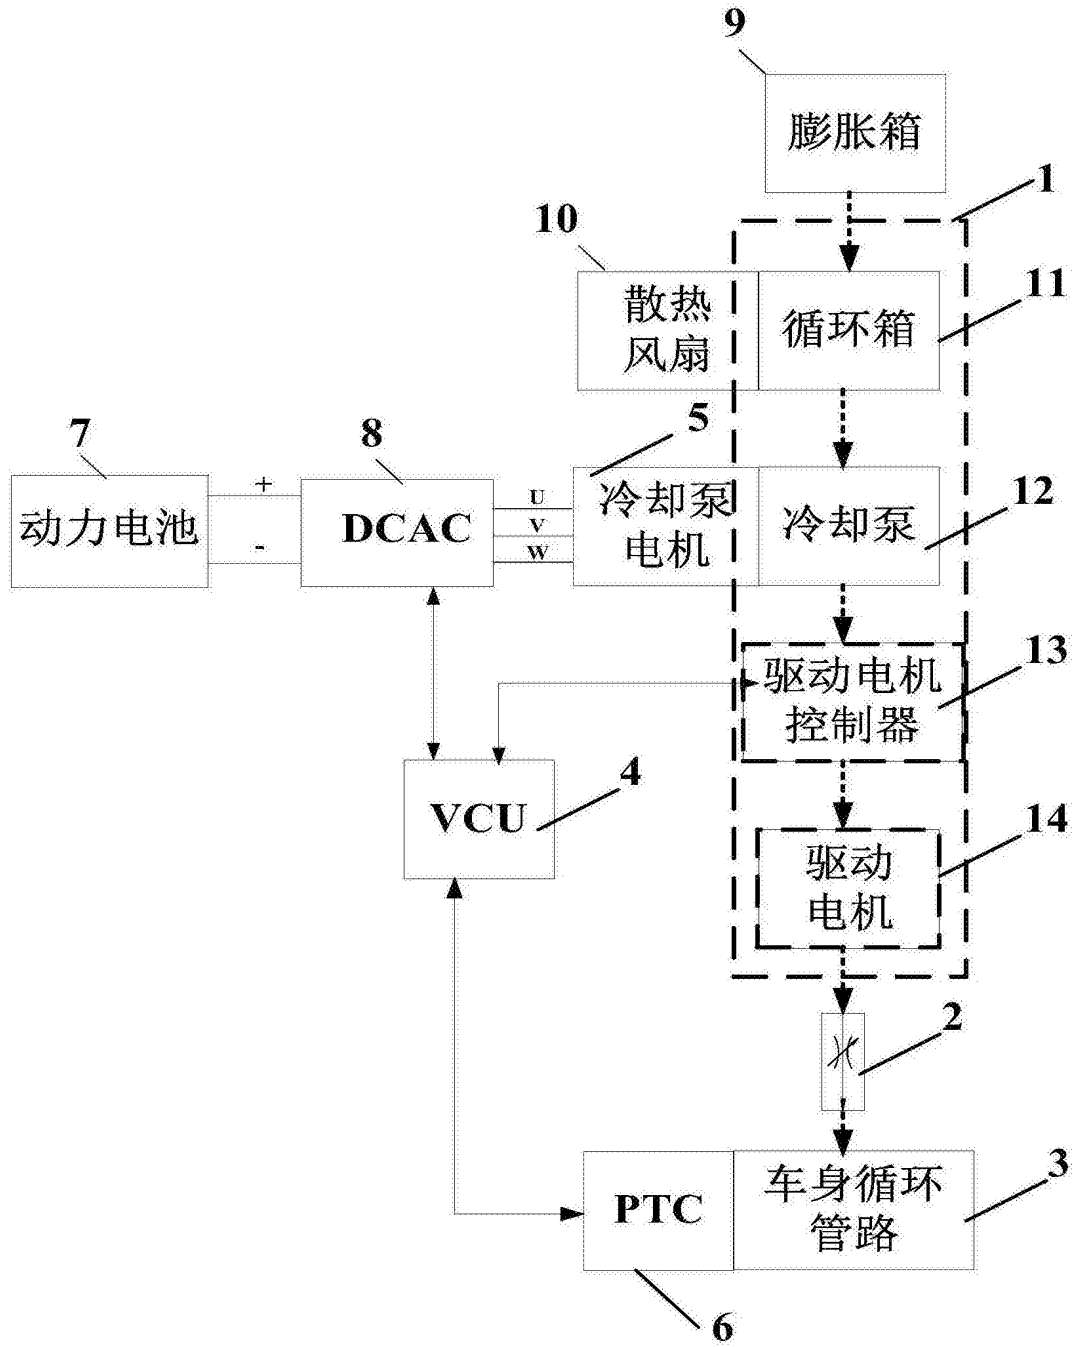 9
膨胀箱
1
10
散热
风扇
循环箱
11
7
8
5
动力电池
+
-
DCAC
U
V
W
冷却泵
电机
冷却泵
12
驱动电机
控制器
13
VCU
4
驱动
电机
14
2
PTC
车身循环
管路
3
6